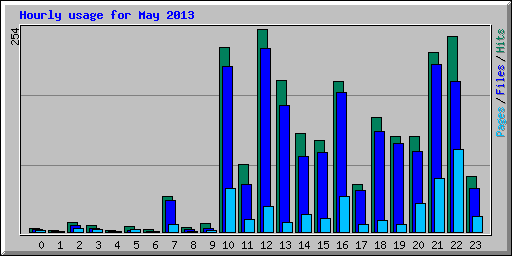 Hourly usage for May 2013
254
Pages / Files / Hits
0 1 2 3 4 5 6 7 8 9 10 11 12 13 14 15 16 17 18 19 20 21 22 23